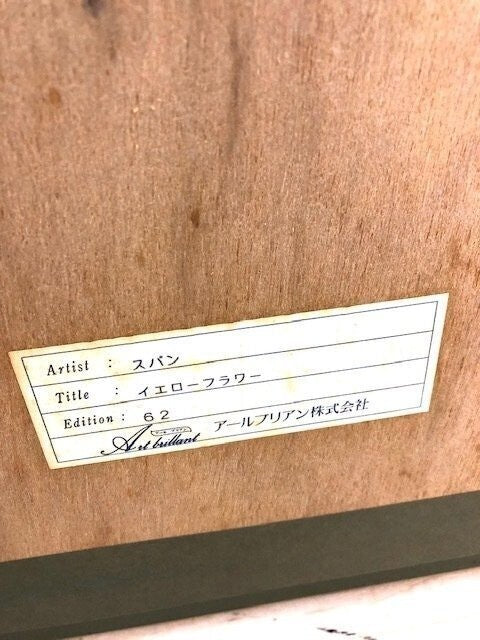 Artist : スバン
Title : イエローフラワー
Edition : 62
Art brillant アールブリアン株式会社